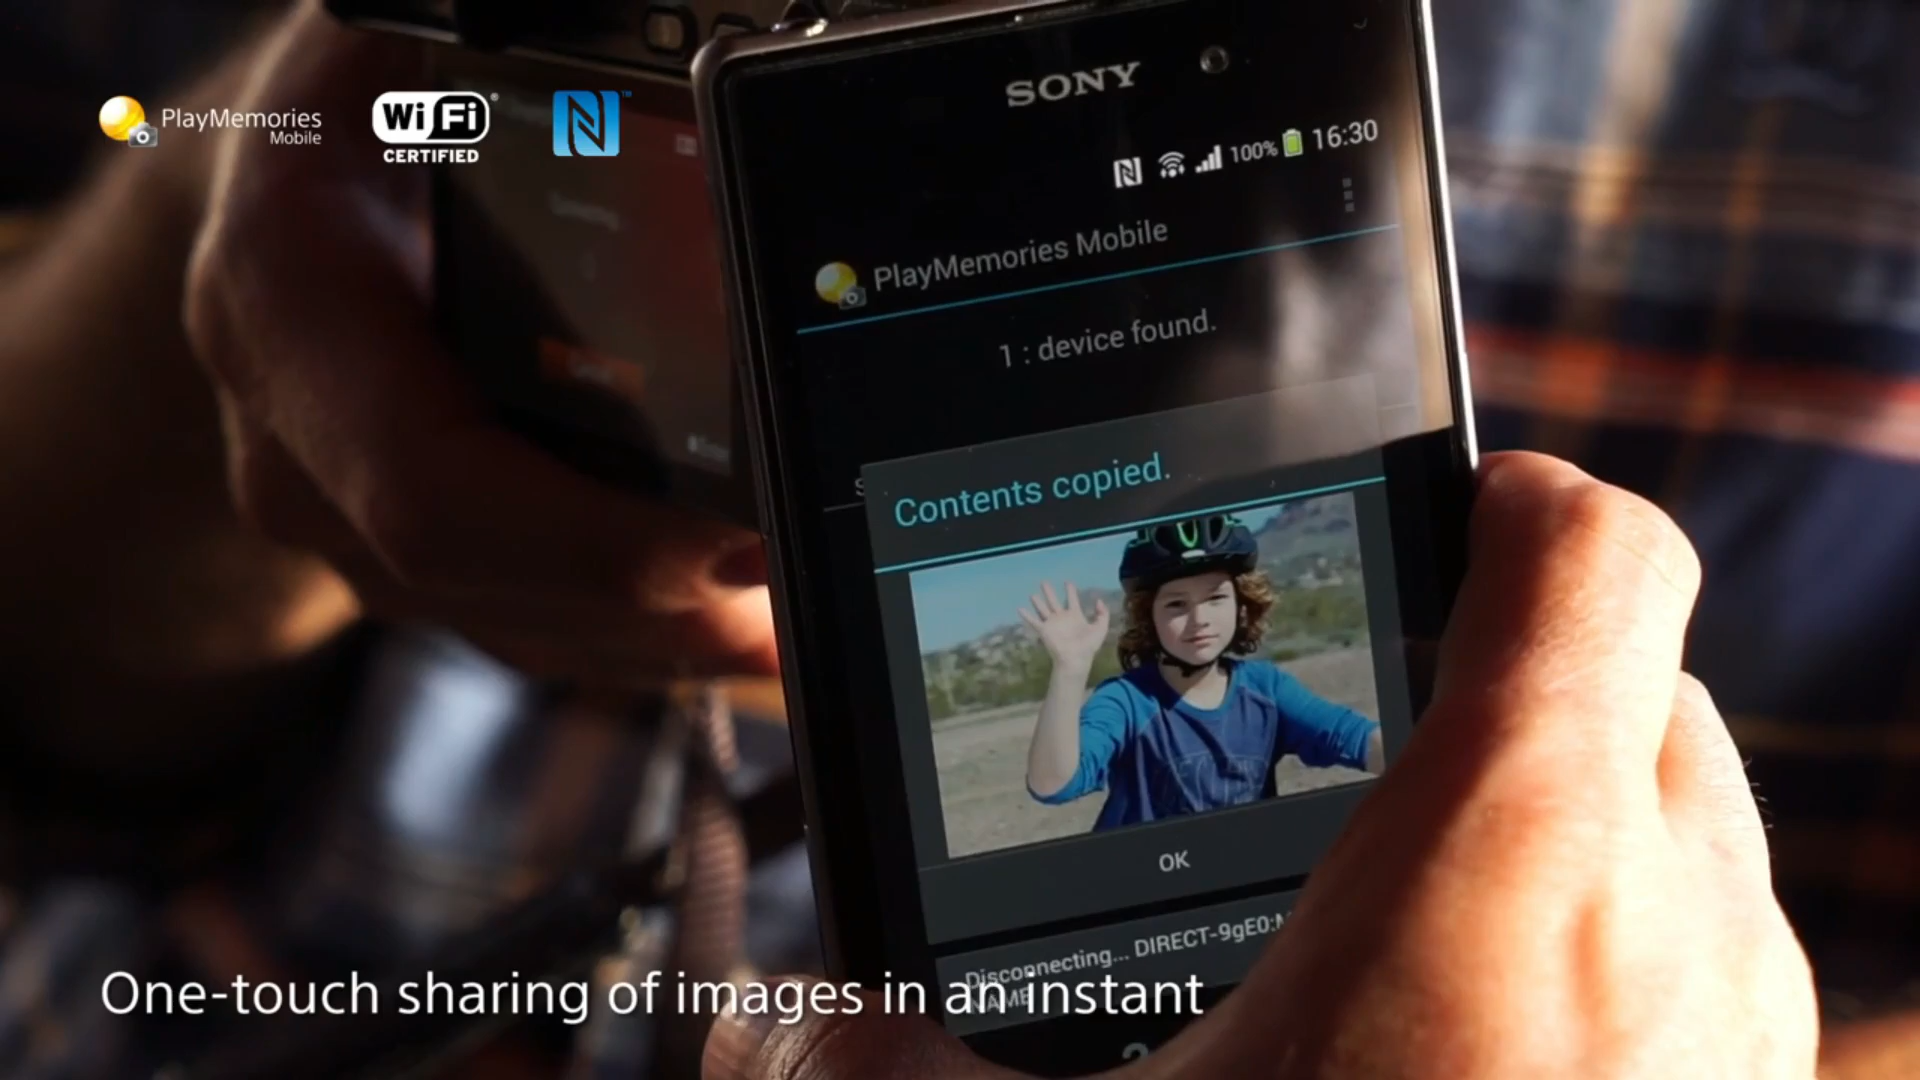 PlayMemories
Mobile
Wi Fi
CERTIFIED
N
SONY
100% 16:30
PlayMemories Mobile
1 : device found.
Contents copied.
OK
Disconnecting... DIRECT-9gE0:
NAME
One-touch sharing of images in an instant